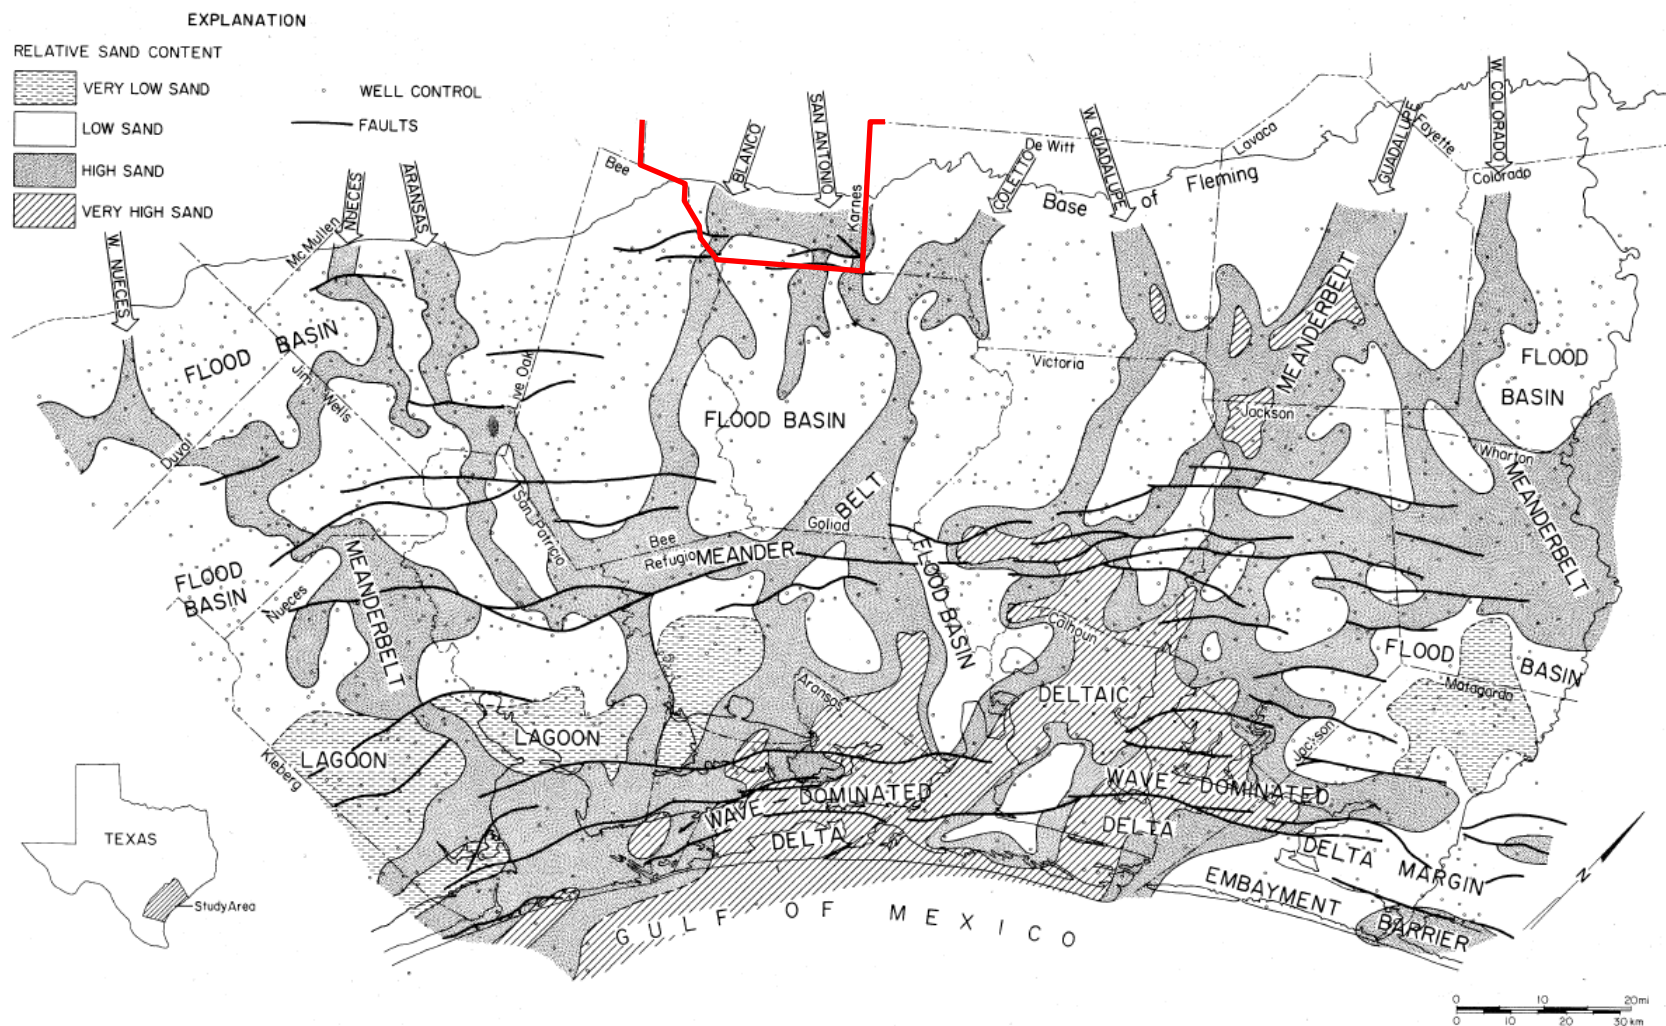 EXPLANATION
RELATIVE SAND CONTENT
VERY LOW SAND
LOW SAND
HIGH SAND
VERY HIGH SAND
WELL CONTROL
FAULTS
W. NUECES
NUECES
ARANSAS
BLANCO
SAN ANTONIO
COLETTO
W. GUADALUPE
GUADALUPE
W. COLORADO
McMullen
Bee
Karnes
De Witt
Lavaca
Fayette
Colorado
Base of Fleming
FLOOD BASIN
Jim Wells
Duval
Live Oak
FLOOD BASIN
Victoria
MEANDERBELT
Jackson
FLOOD
BASIN
Wharton
San Patricio
Goliad
Bee
Refugio
MEANDER BELT
MEANDERBELT
FLOOD
BASIN
Nueces
MEANDERBELT
FLOOD BASIN
Calhoun
FLOOD BASIN
Matagorda
Aransas
DELTAIC
Jackson
LAGOON
LAGOON
Kleberg
WAVE - DOMINATED
DELTA
WAVE - DOMINATED
DELTA
DELTA MARGIN
EMBAYMENT
BARRIER
GULF OF MEXICO
TEXAS
Study Area
N
0 10 20 mi
0 10 20 30 km